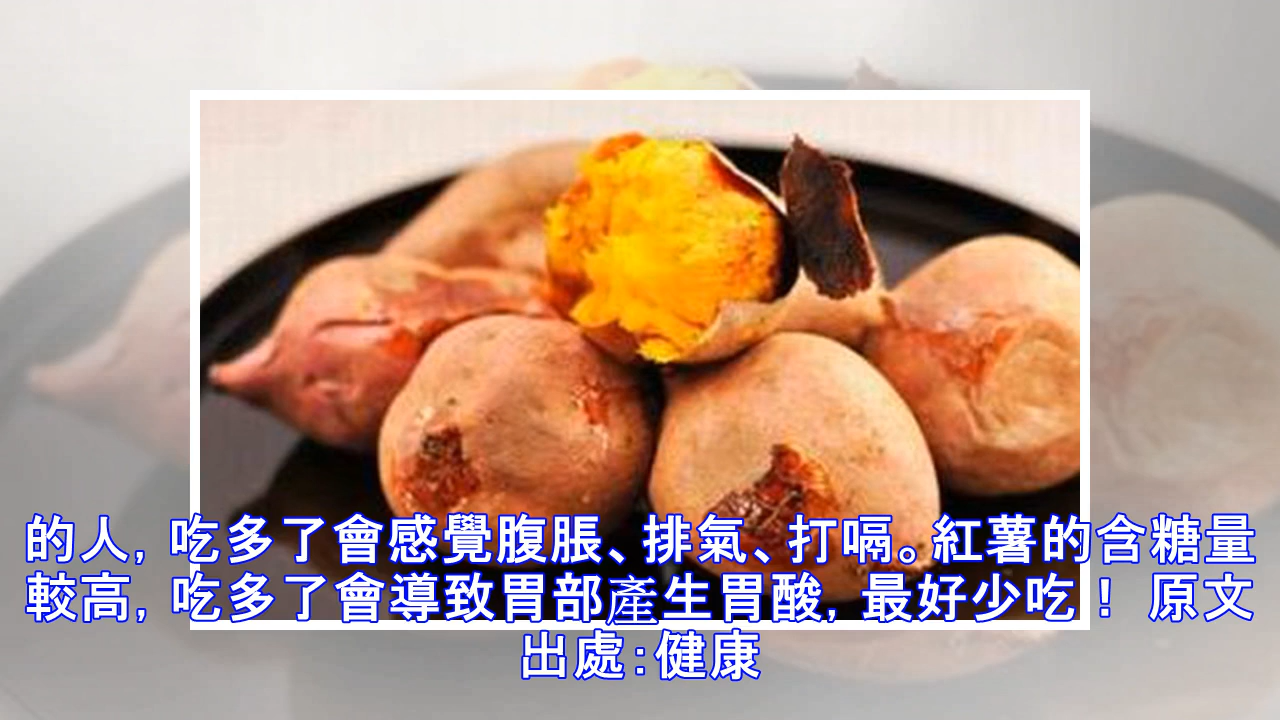 的人, 吃多了會感覺腹脹、排氣、打嗝。紅薯的含糖量
較高, 吃多了會導致胃部產生胃酸, 最好少吃! 原文
出處:健康